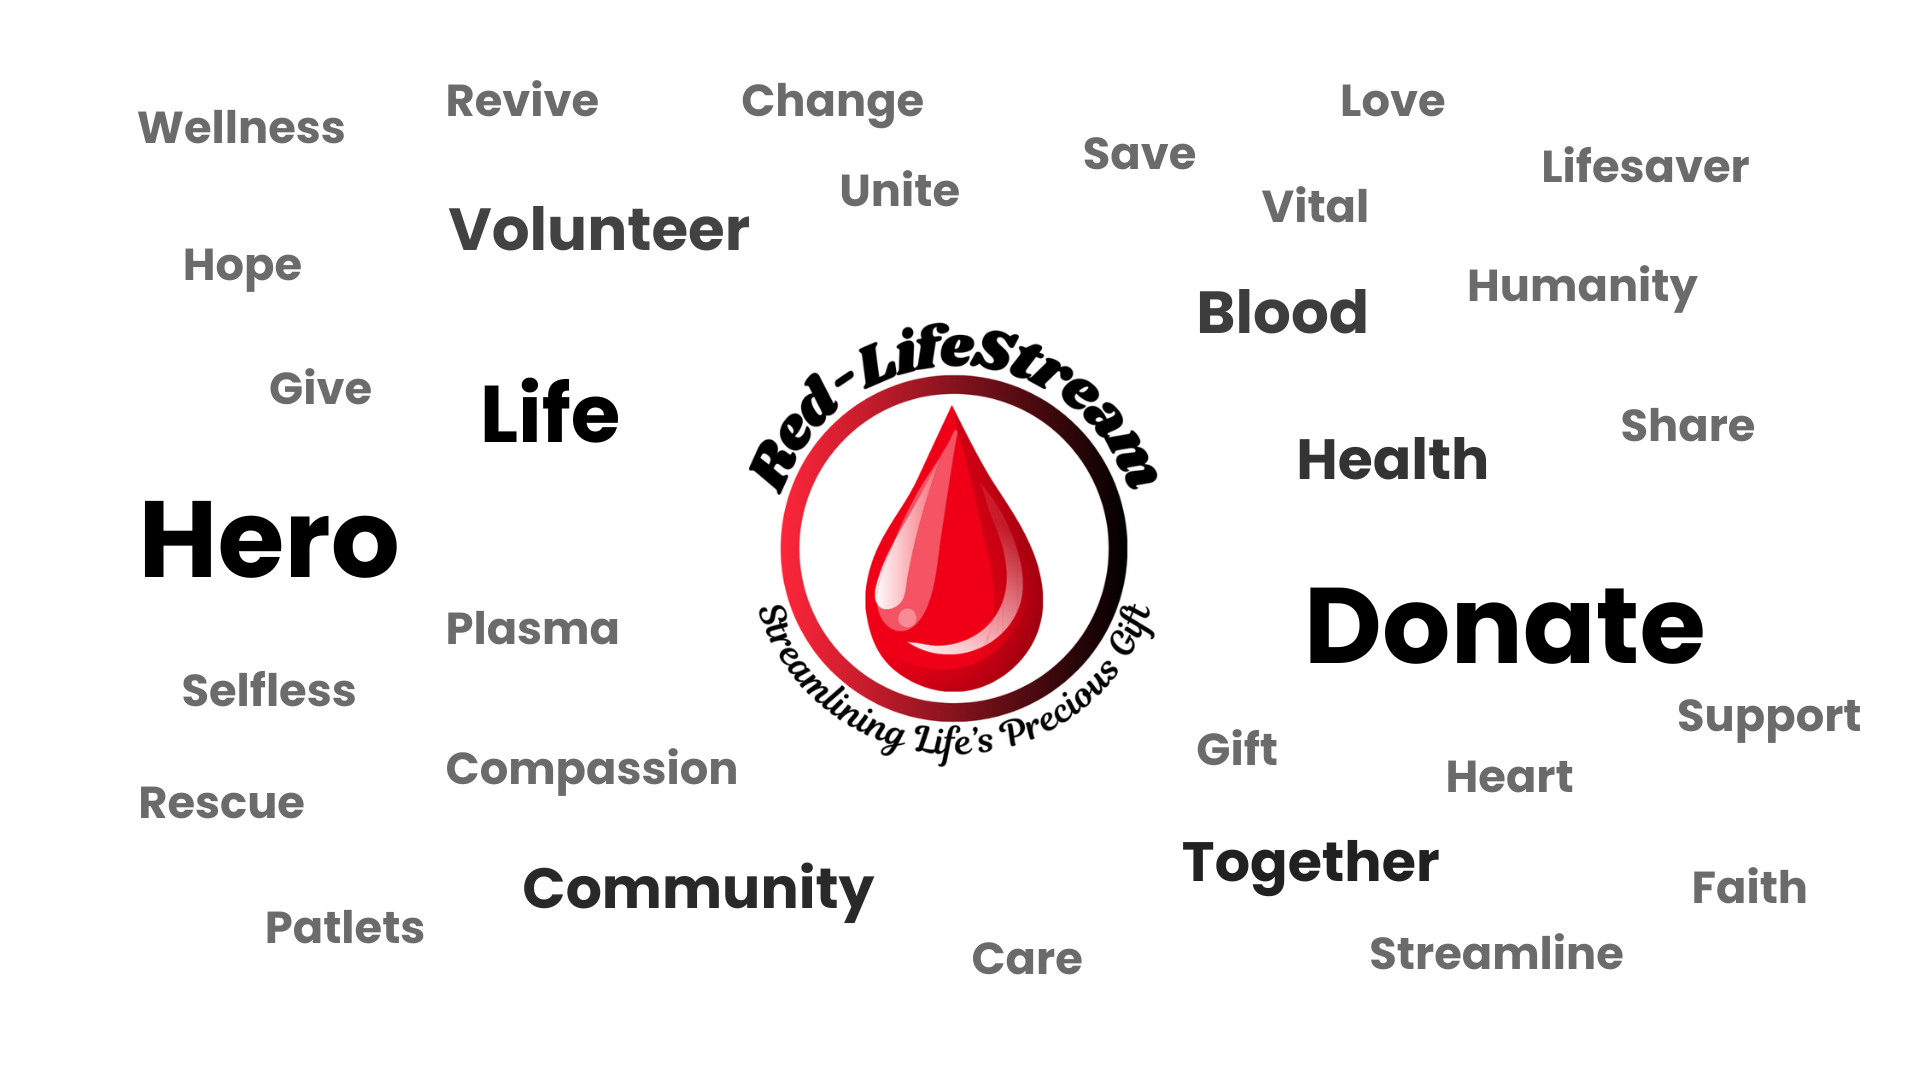 Revive
Change
Love
Wellness
Save
Lifesaver
Unite
Vital
Volunteer
Hope
Humanity
Blood
Red-LifeStream
Give
Life
Share
Health
Hero
Donate
Plasma
Selfless
Streamlining Life's Precious Gift
Support
Gift
Compassion
Heart
Rescue
Together
Community
Faith
Patlets
Streamline
Care